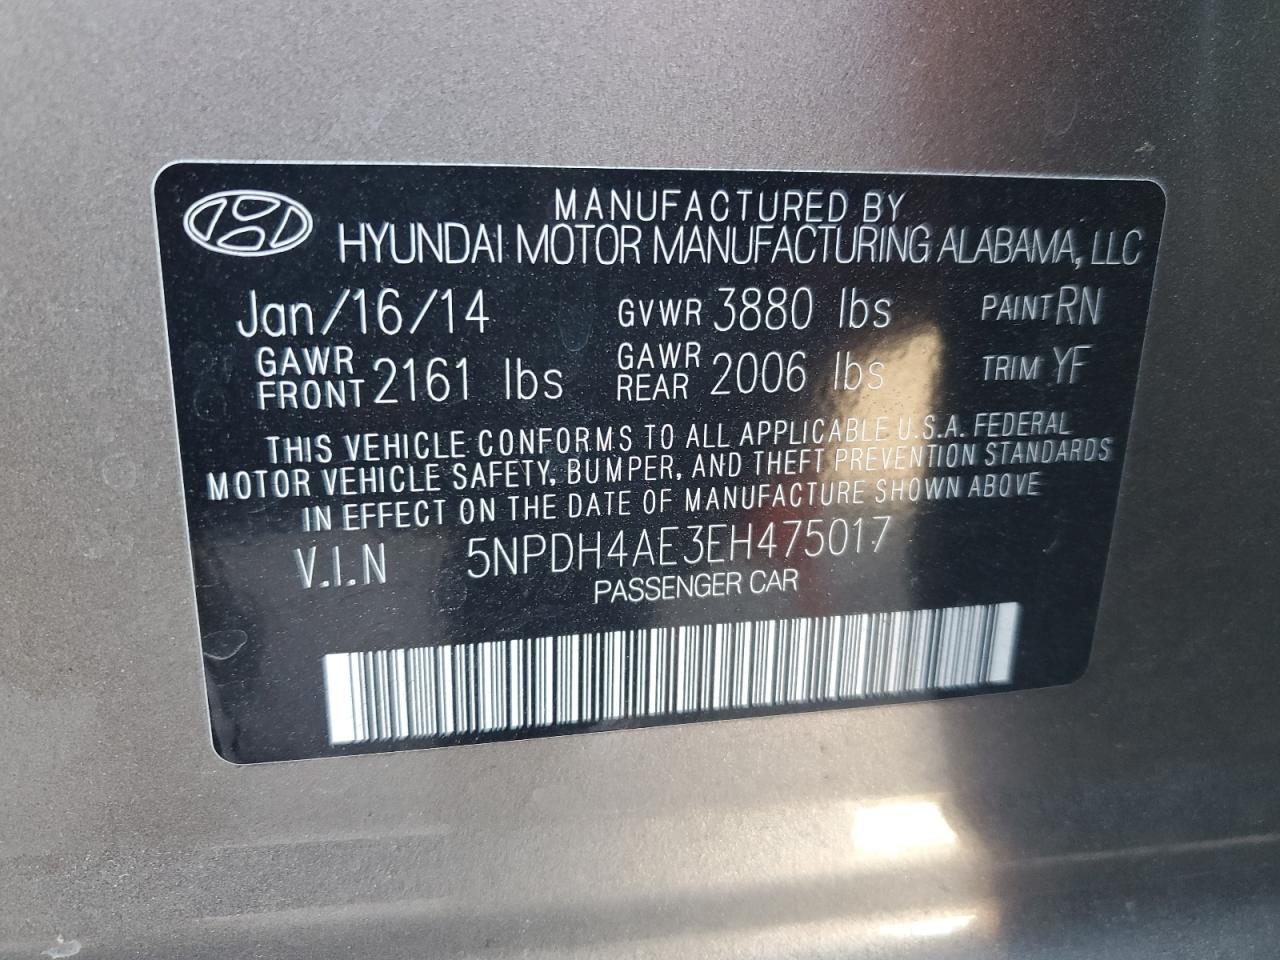 MANUFACTURED BY
HYUNDAI MOTOR MANUFACTURING ALABAMA, LLC
Jan/16/14 GVWR 3880 lbs PAINT RN
GAWR FRONT 2161 lbs GAWR REAR 2006 lbs TRIM YF
THIS VEHICLE CONFORMS TO ALL APPLICABLE U.S.A. FEDERAL
MOTOR VEHICLE SAFETY, BUMPER, AND THEFT PREVENTION STANDARDS
IN EFFECT ON THE DATE OF MANUFACTURE SHOWN ABOVE
V.I.N 5NPDH4AE3EH475017
PASSENGER CAR